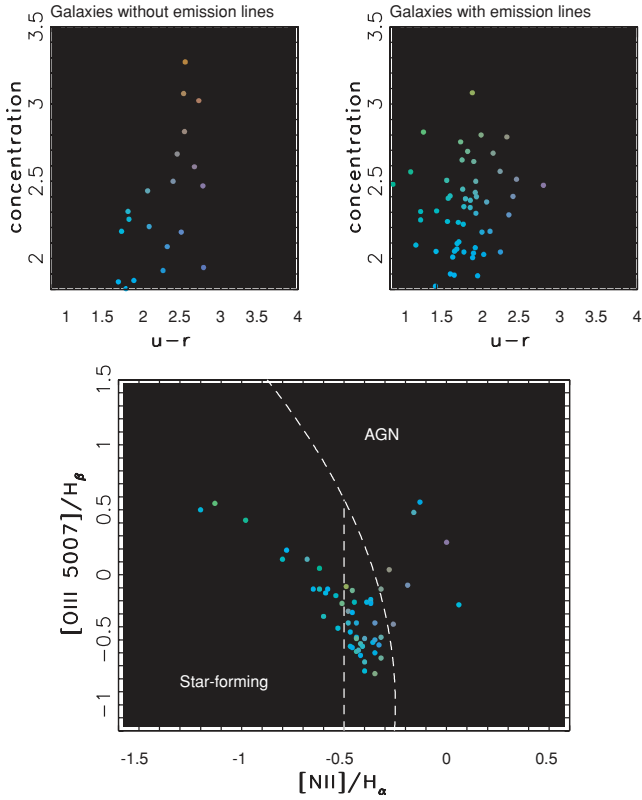 Galaxies without emission lines
Galaxies with emission lines
concentration
3.5
3
2.5
2
1 1.5 2 2.5 3 3.5 4
u−r
concentration
3.5
3
2.5
2
1 1.5 2 2.5 3 3.5 4
u−r
[OIII 5007]/Hβ
1.5
1
0.5
0
−0.5
−1
AGN
Star-forming
-1.5 -1 -0.5 0 0.5
[NII]/Hα